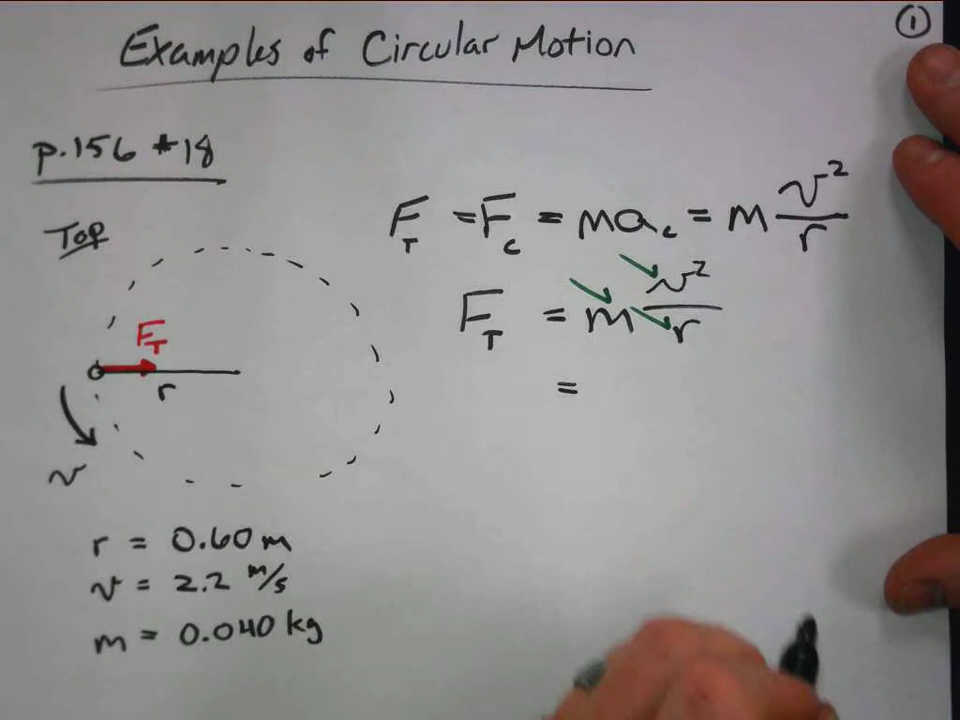 ①
Examples of Circular Motion
p.156 #18
Top
F_T = F_c = ma_c = m v²/r
F_T = m v²/r
=
F_T
r
v
r = 0.60 m
v = 2.2 m/s
m = 0.040 kg